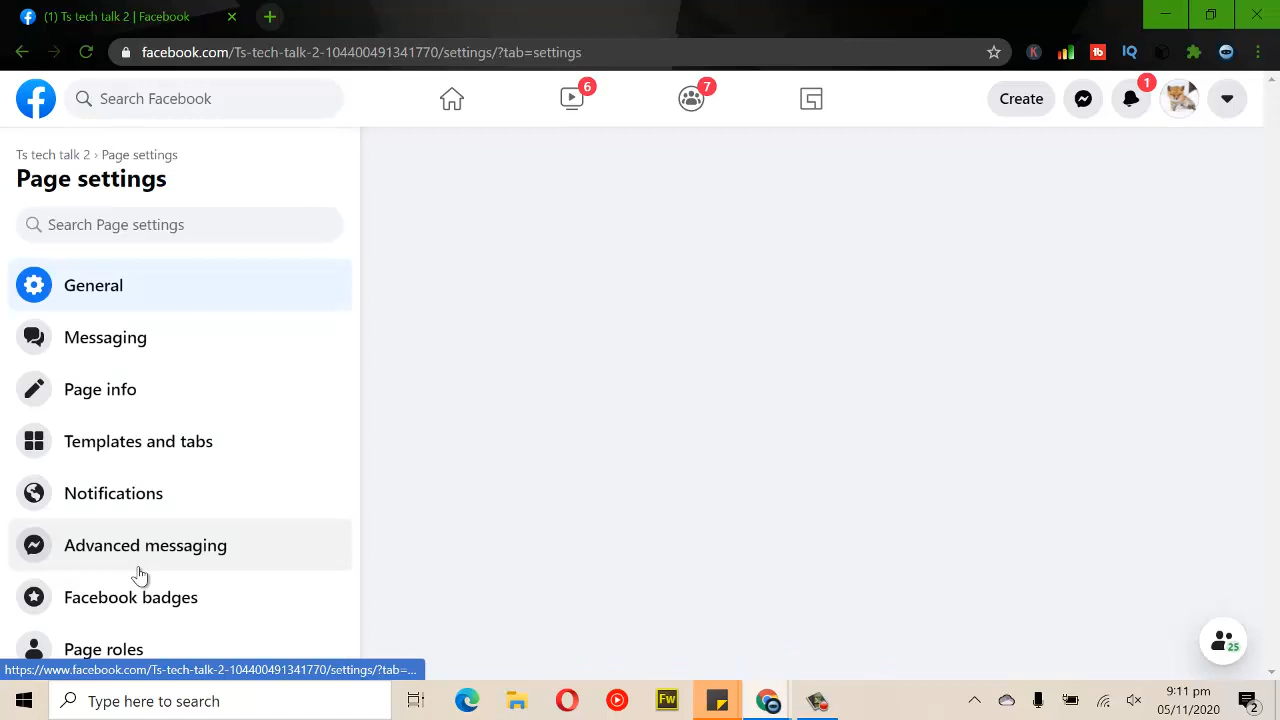 (1) Ts tech talk 2 | Facebook
facebook.com/Ts-tech-talk-2-104400491341770/settings/?tab=settings
K
tb
IQ
Search Facebook
6
7
Create
1
Ts tech talk 2 › Page settings
Page settings
Search Page settings
General
Messaging
Page info
Templates and tabs
Notifications
Advanced messaging
Facebook badges
Page roles
25
https://www.facebook.com/Ts-tech-talk-2-104400491341770/settings/?tab=...
Type here to search
Fw
9:11 pm
05/11/2020
2